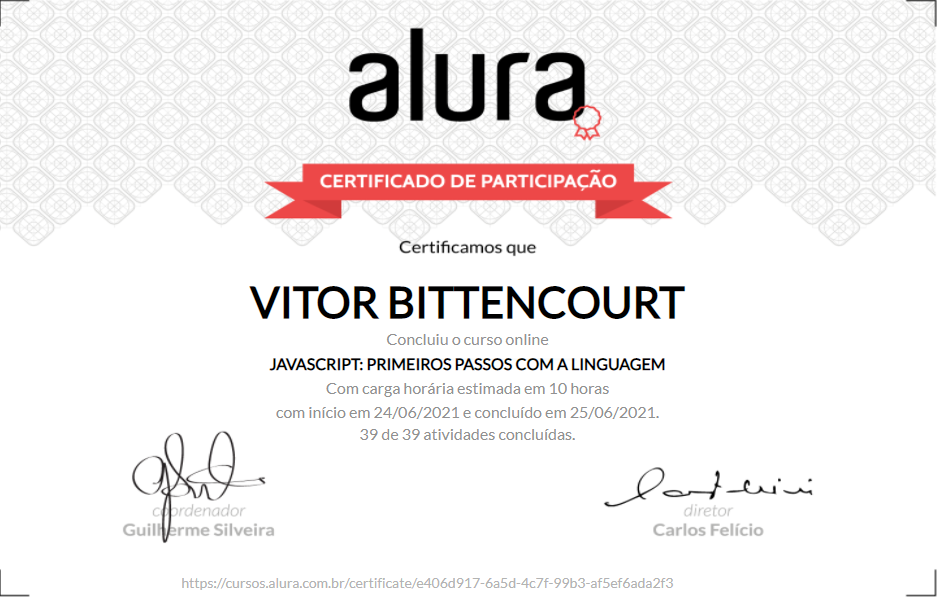 alura
CERTIFICADO DE PARTICIPAÇÃO
Certificamos que
VITOR BITTENCOURT
Concluiu o curso online
JAVASCRIPT: PRIMEIROS PASSOS COM A LINGUAGEM
Com carga horária estimada em 10 horas
com início em 24/06/2021 e concluído em 25/06/2021.
39 de 39 atividades concluídas.
coordenador
Guilherme Silveira
diretor
Carlos Felício
https://cursos.alura.com.br/certificate/e406d917-6a5d-4c7f-99b3-af5ef6ada2f3